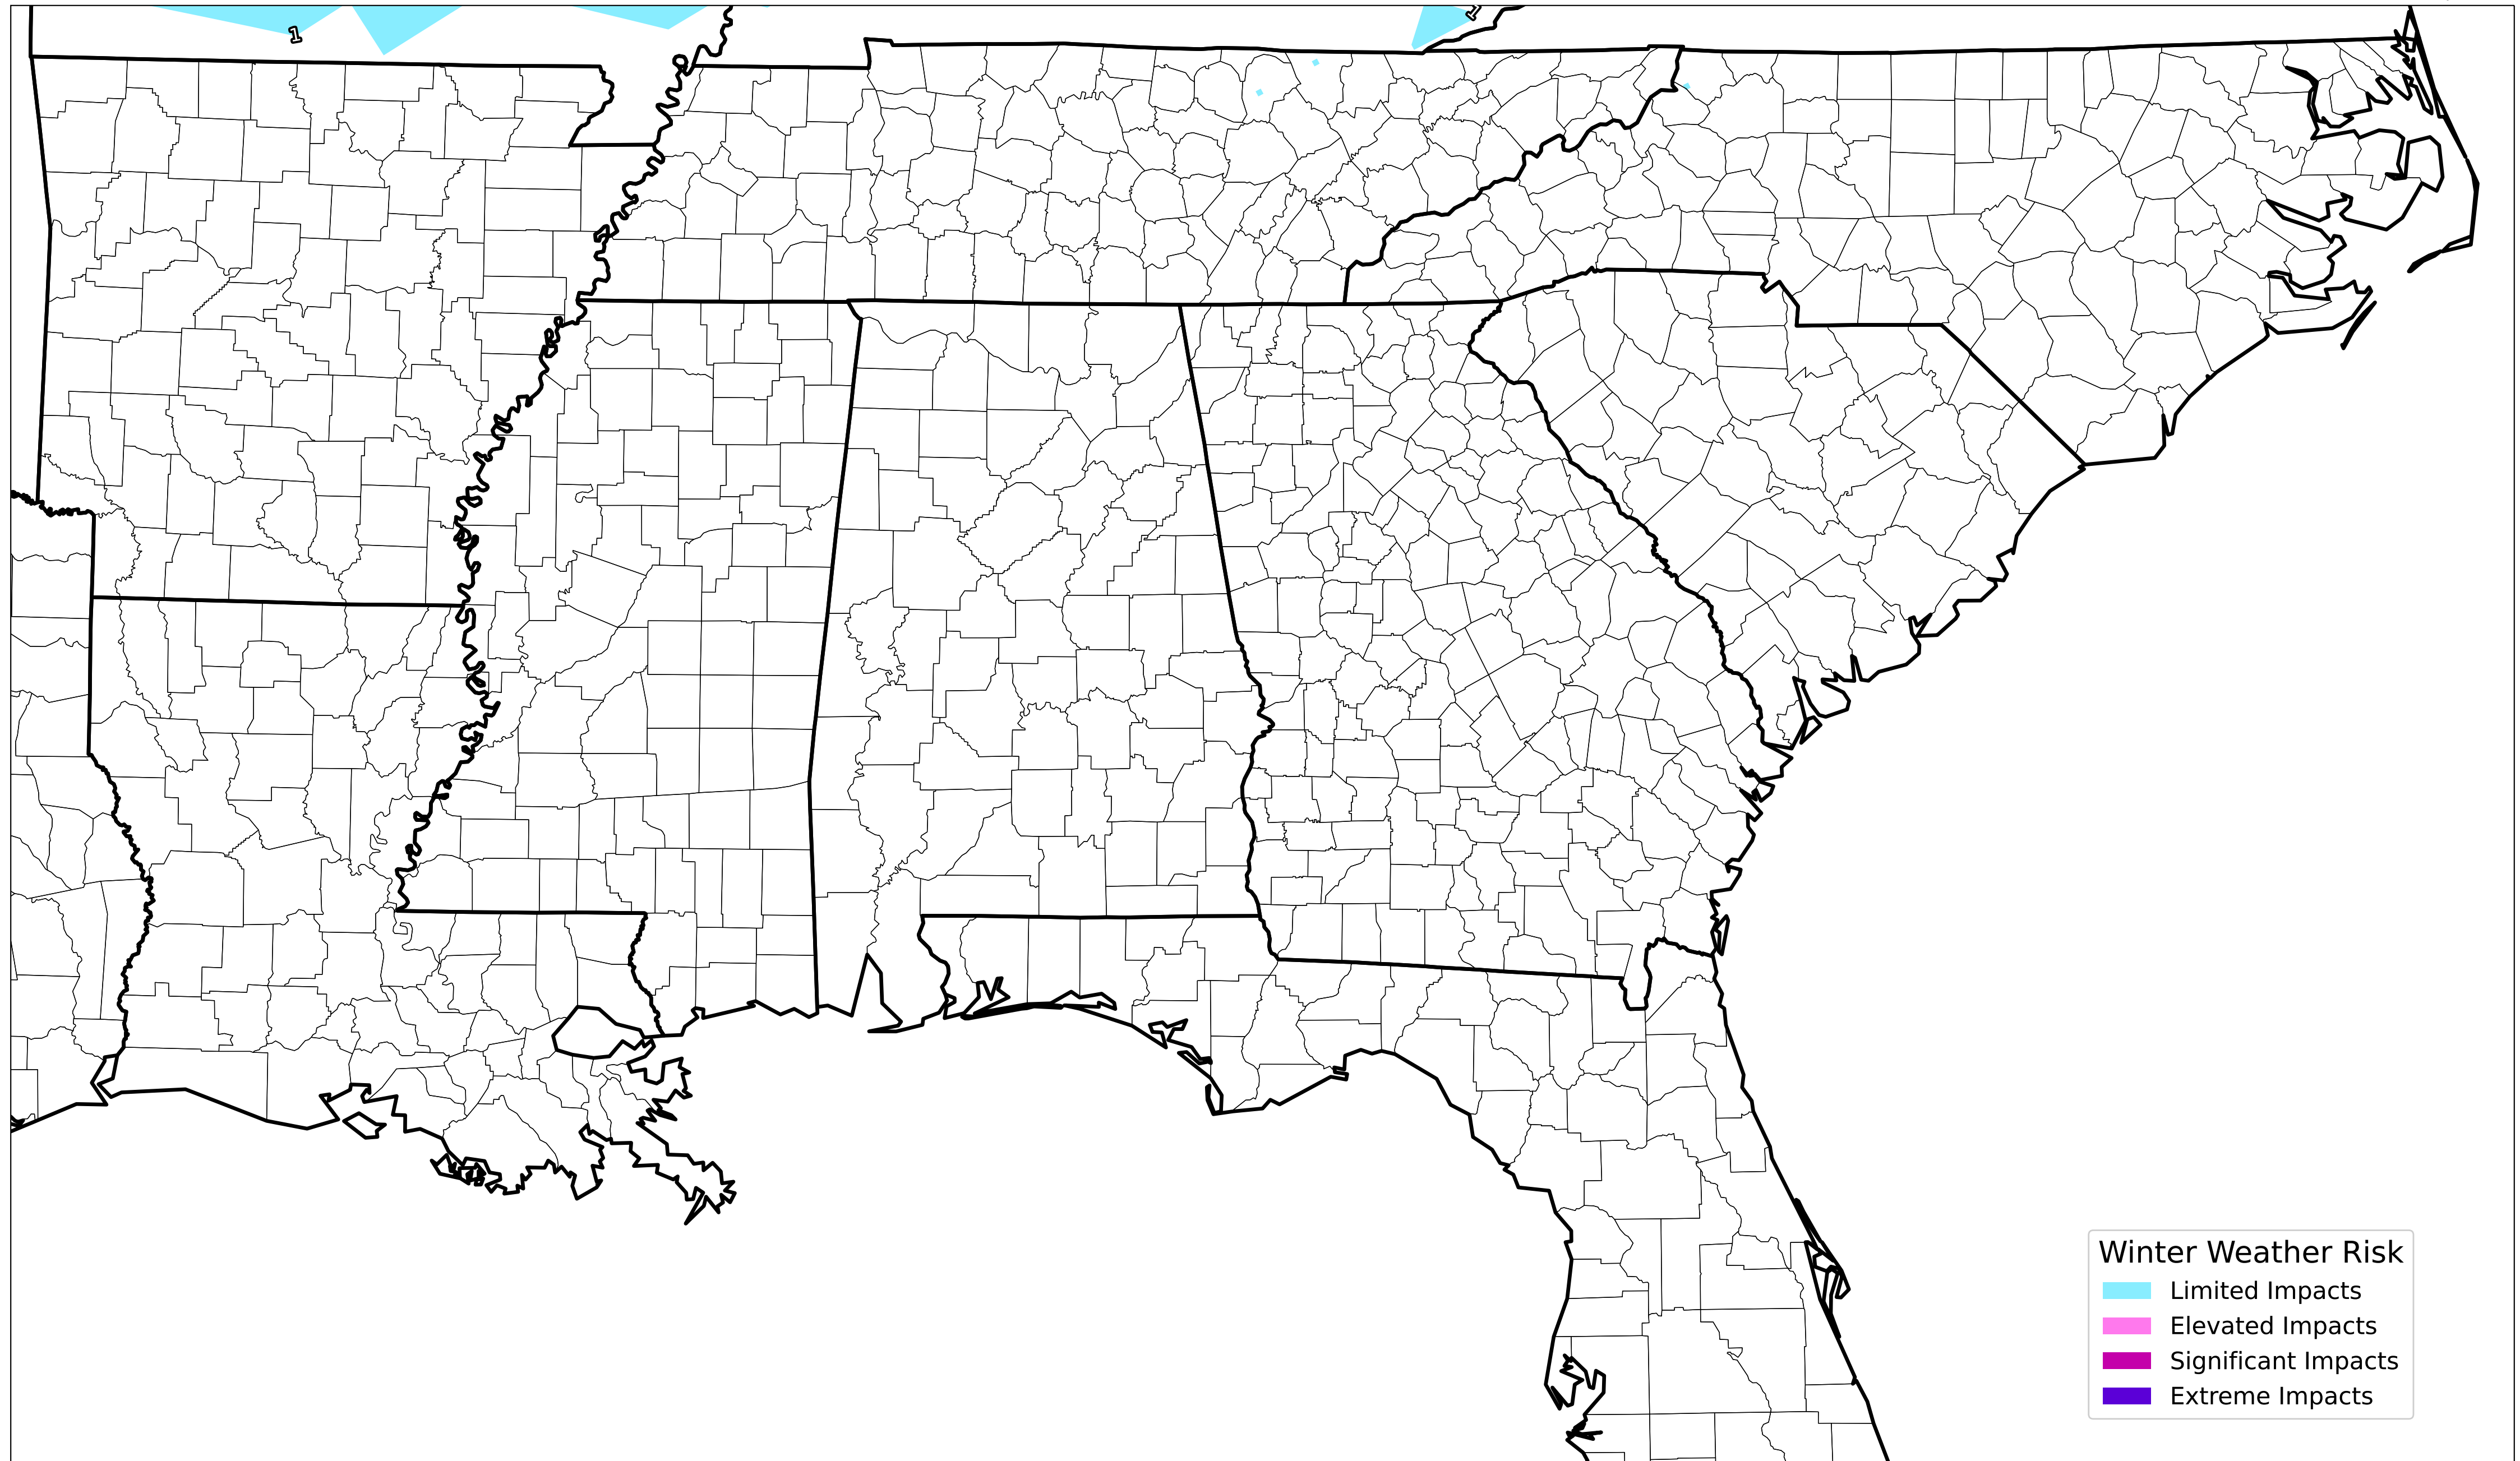 1
1
Winter Weather Risk
Limited Impacts
Elevated Impacts
Significant Impacts
Extreme Impacts